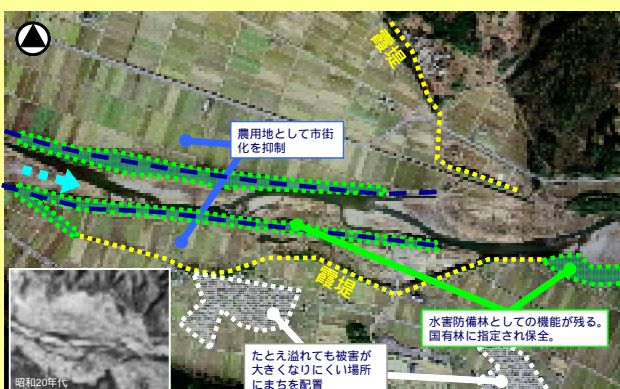 霞堤
農用地として市街
化を抑制
霞堤
水害防備林としての機能が残る。
国有林に指定され保全。
たとえ溢れても被害が
大きくなりにくい場所
にまちを配置
昭和20年代